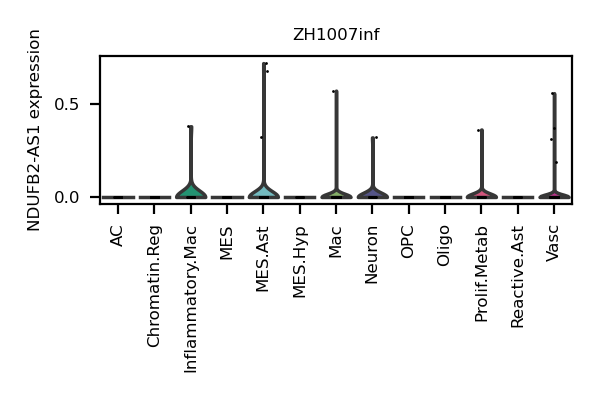 ZH1007inf
NDUFB2-AS1 expression
0.5
0.0
AC
Chromatin.Reg
Inflammatory.Mac
MES
MES.Ast
MES.Hyp
Mac
Neuron
OPC
Oligo
Prolif.Metab
Reactive.Ast
Vasc